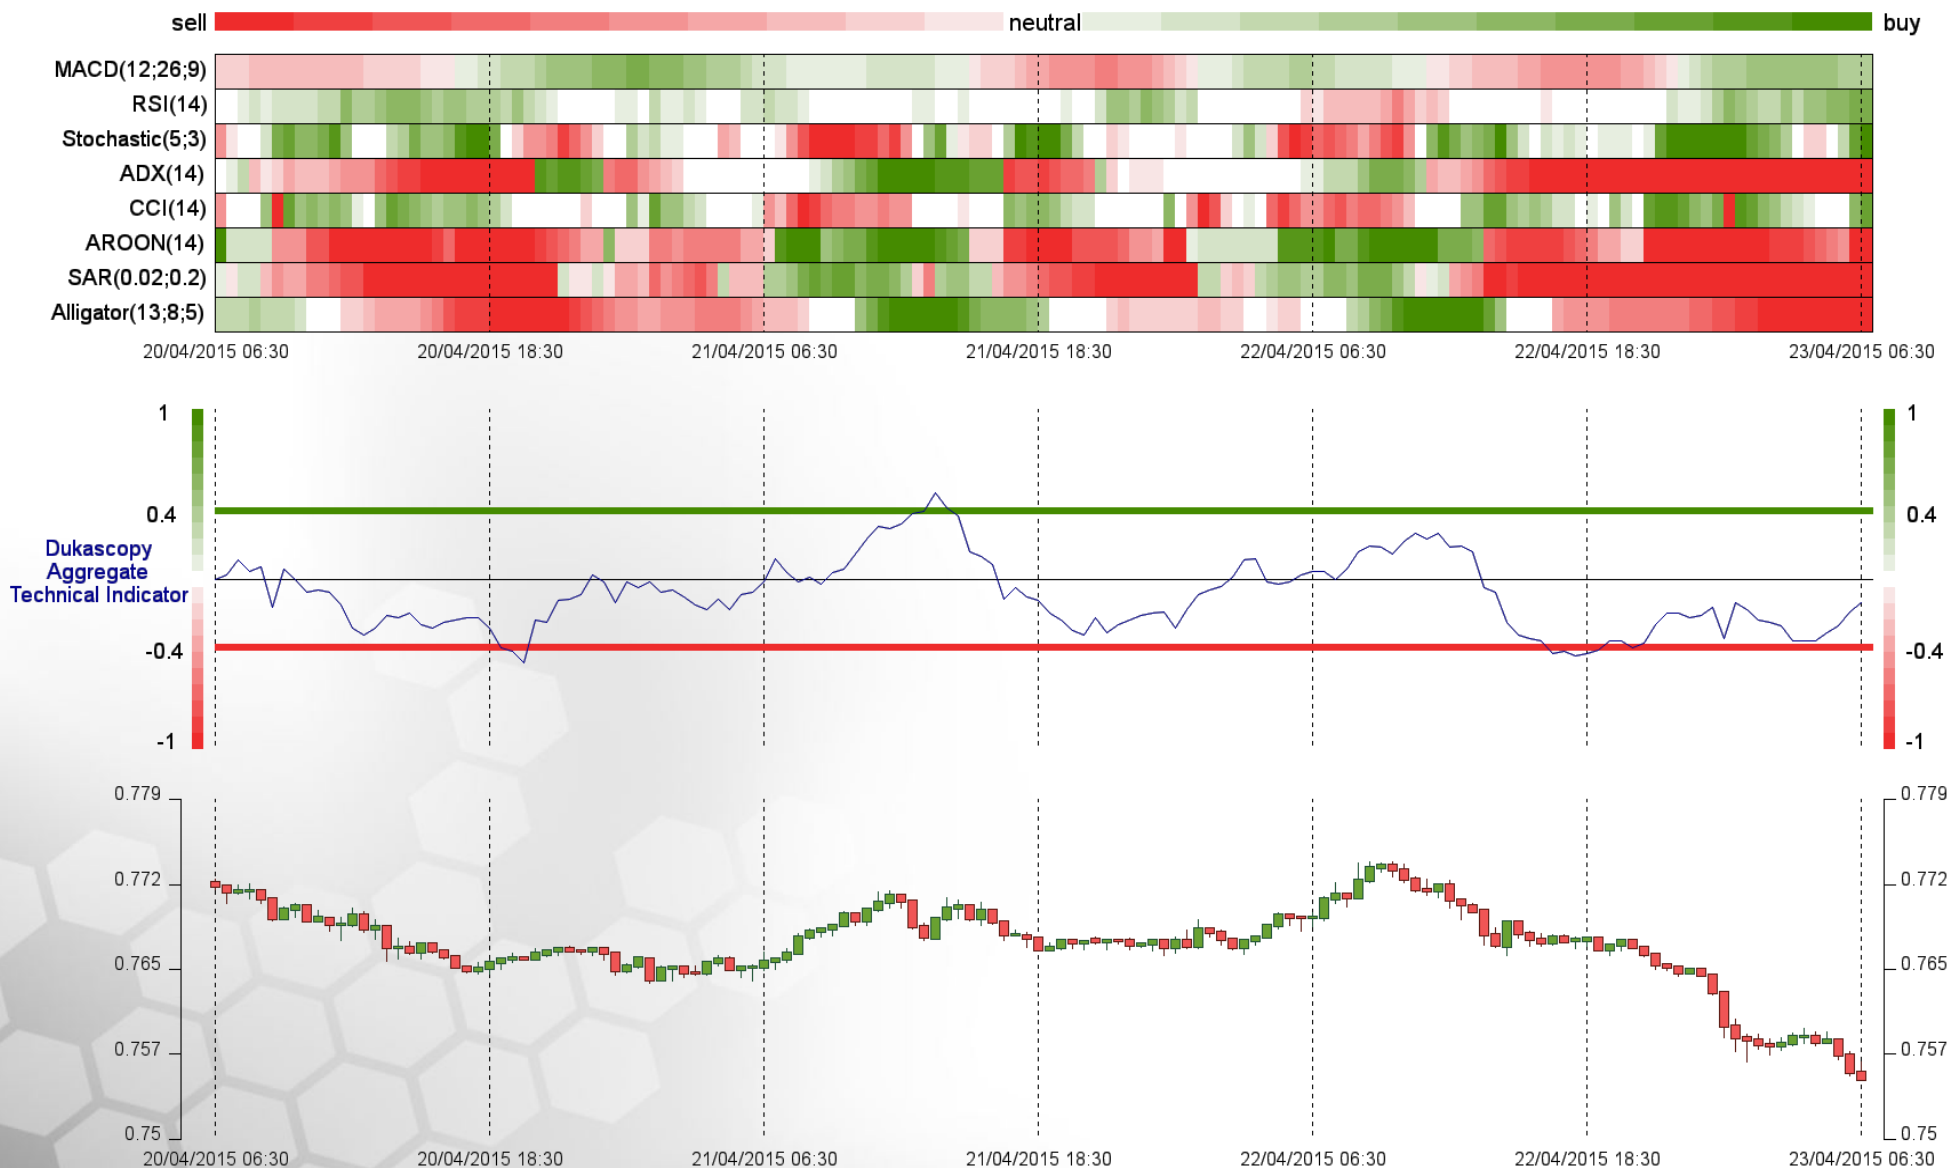 sell neutral buy
MACD(12;26;9)
RSI(14)
Stochastic(5;3)
ADX(14)
CCI(14)
AROON(14)
SAR(0.02;0.2)
Alligator(13;8;5)
20/04/2015 06:30 20/04/2015 18:30 21/04/2015 06:30 21/04/2015 18:30 22/04/2015 06:30 22/04/2015 18:30 23/04/2015 06:30
1 1
0.4 0.4
Dukascopy
Aggregate
Technical Indicator
-0.4 -0.4
-1 -1
0.779 0.779
0.772 0.772
0.765 0.765
0.757 0.757
0.75 0.75
20/04/2015 06:30 20/04/2015 18:30 21/04/2015 06:30 21/04/2015 18:30 22/04/2015 06:30 22/04/2015 18:30 23/04/2015 06:30